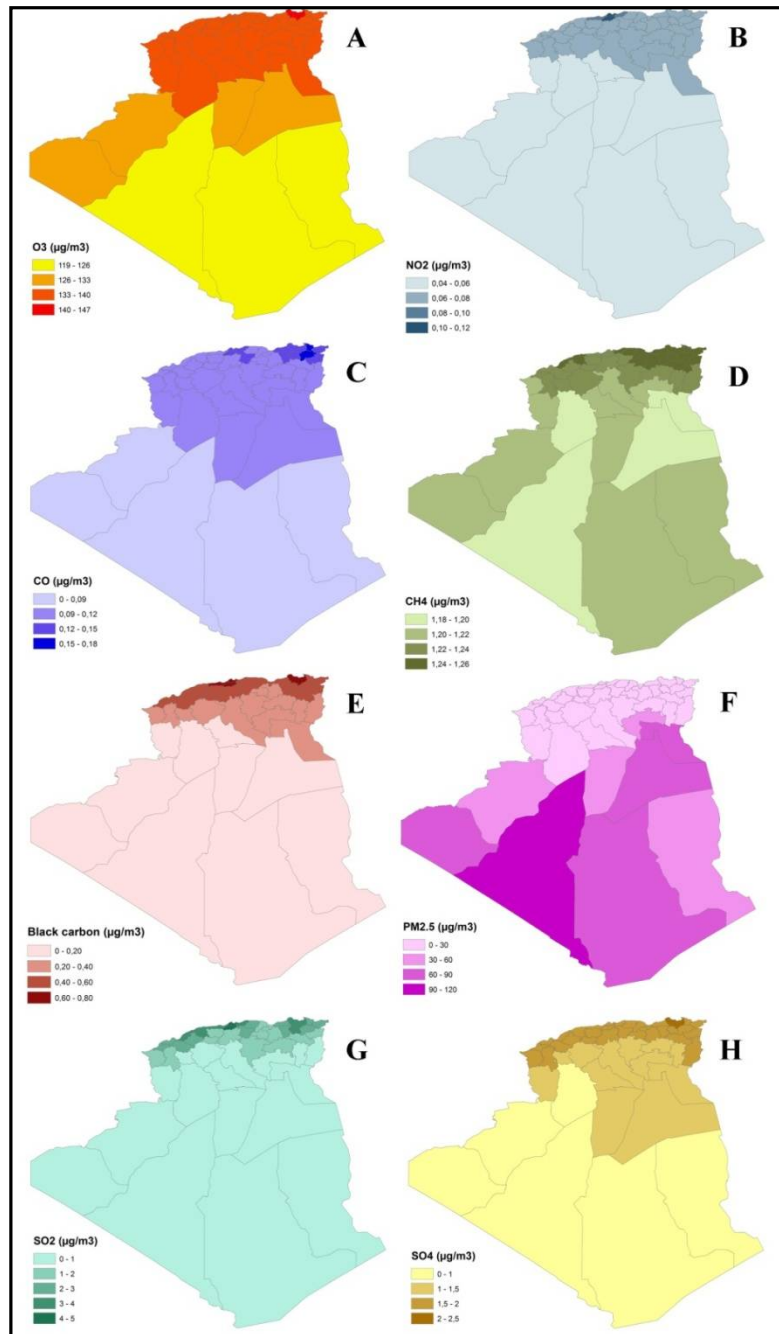 A
O3 (µg/m3)
119 - 126
126 - 133
133 - 140
140 - 147
B
NO2 (µg/m3)
0,04 - 0,06
0,06 - 0,08
0,08 - 0,10
0,10 - 0,12
C
CO (µg/m3)
0 - 0,09
0,09 - 0,12
0,12 - 0,15
0,15 - 0,18
D
CH4 (µg/m3)
1,18 - 1,20
1,20 - 1,22
1,22 - 1,24
1,24 - 1,26
E
Black carbon (µg/m3)
0 - 0,20
0,20 - 0,40
0,40 - 0,60
0,60 - 0,80
F
PM2.5 (µg/m3)
0 - 30
30 - 60
60 - 90
90 - 120
G
SO2 (µg/m3)
0 - 1
1 - 2
2 - 3
3 - 4
4 - 5
H
SO4 (µg/m3)
0 - 1
1 - 1,5
1,5 - 2
2 - 2,5